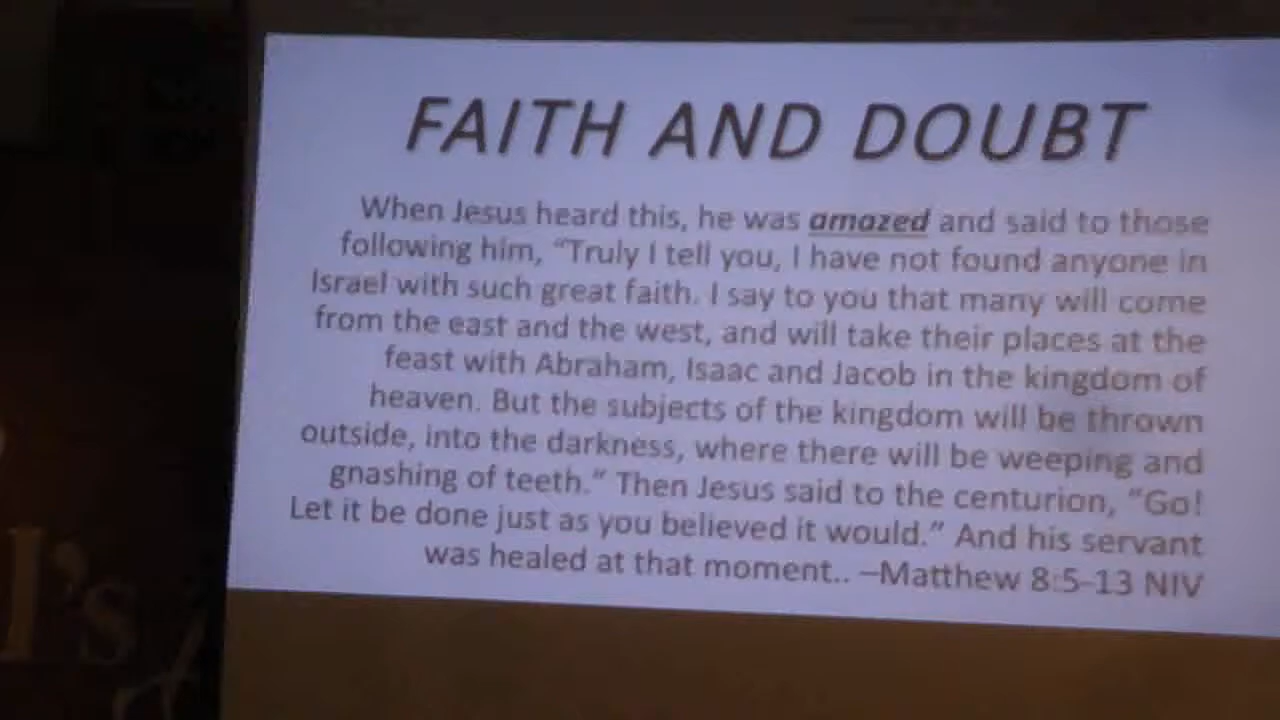 FAITH AND DOUBT
When Jesus heard this, he was amazed and said to those
following him, “Truly I tell you, I have not found anyone in
Israel with such great faith. I say to you that many will come
from the east and the west, and will take their places at the
feast with Abraham, Isaac and Jacob in the kingdom of
heaven. But the subjects of the kingdom will be thrown
outside, into the darkness, where there will be weeping and
gnashing of teeth.” Then Jesus said to the centurion, “Go!
Let it be done just as you believed it would.” And his servant
was healed at that moment.. –Matthew 8:5-13 NIV
l's